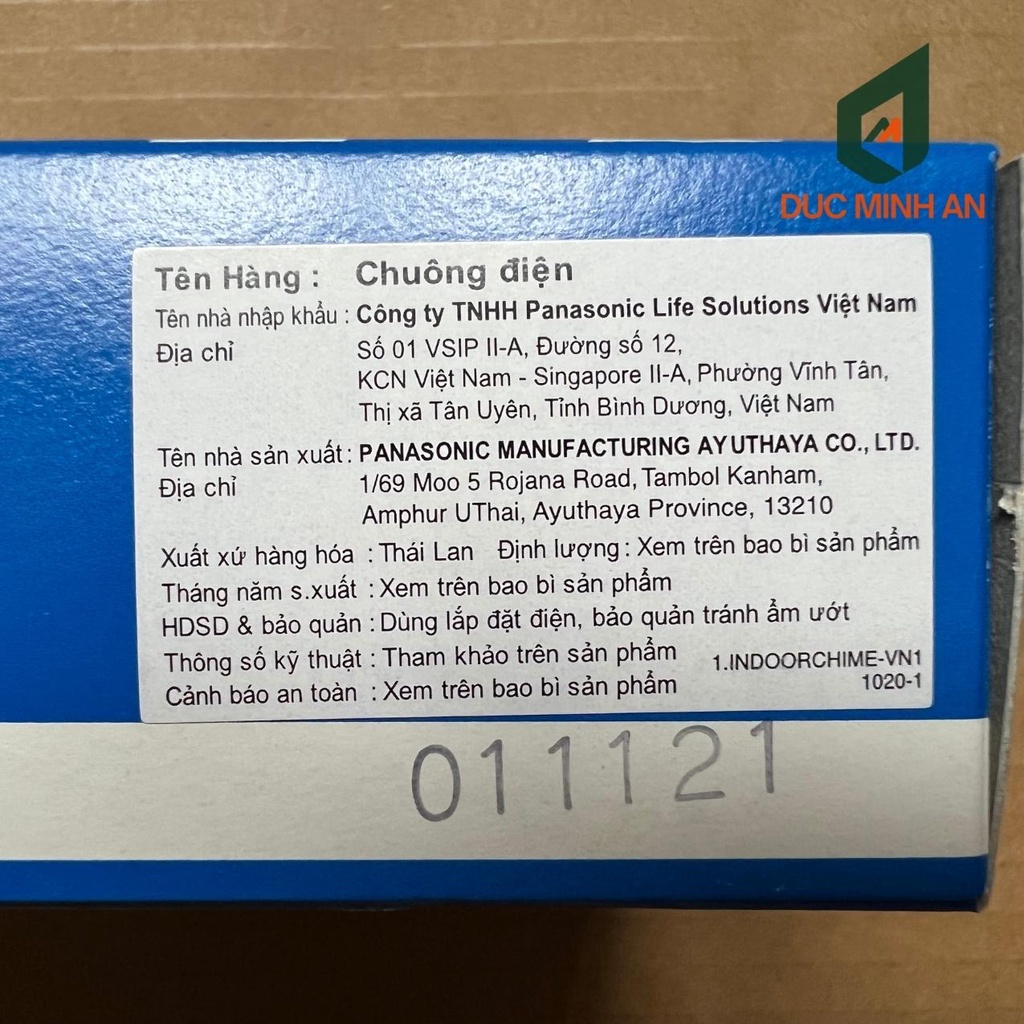 DUC MINH AN
Tên Hàng : Chuông điện
Tên nhà nhập khẩu : Công ty TNHH Panasonic Life Solutions Việt Nam
Địa chỉ Số 01 VSIP II-A, Đường số 12,
KCN Việt Nam - Singapore II-A, Phường Vĩnh Tân,
Thị xã Tân Uyên, Tỉnh Bình Dương, Việt Nam
Tên nhà sản xuất : PANASONIC MANUFACTURING AYUTHAYA CO., LTD.
Địa chỉ 1/69 Moo 5 Rojana Road, Tambol Kanham,
Amphur UThai, Ayuthaya Province, 13210
Xuất xứ hàng hóa : Thái Lan Định lượng : Xem trên bao bì sản phẩm
Tháng năm s.xuất : Xem trên bao bì sản phẩm
HDSD & bảo quản : Dùng lắp đặt điện, bảo quản tránh ẩm ướt
Thông số kỹ thuật : Tham khảo trên sản phẩm 1.INDOORCHIME-VN1
Cảnh báo an toàn : Xem trên bao bì sản phẩm 1020-1
011121